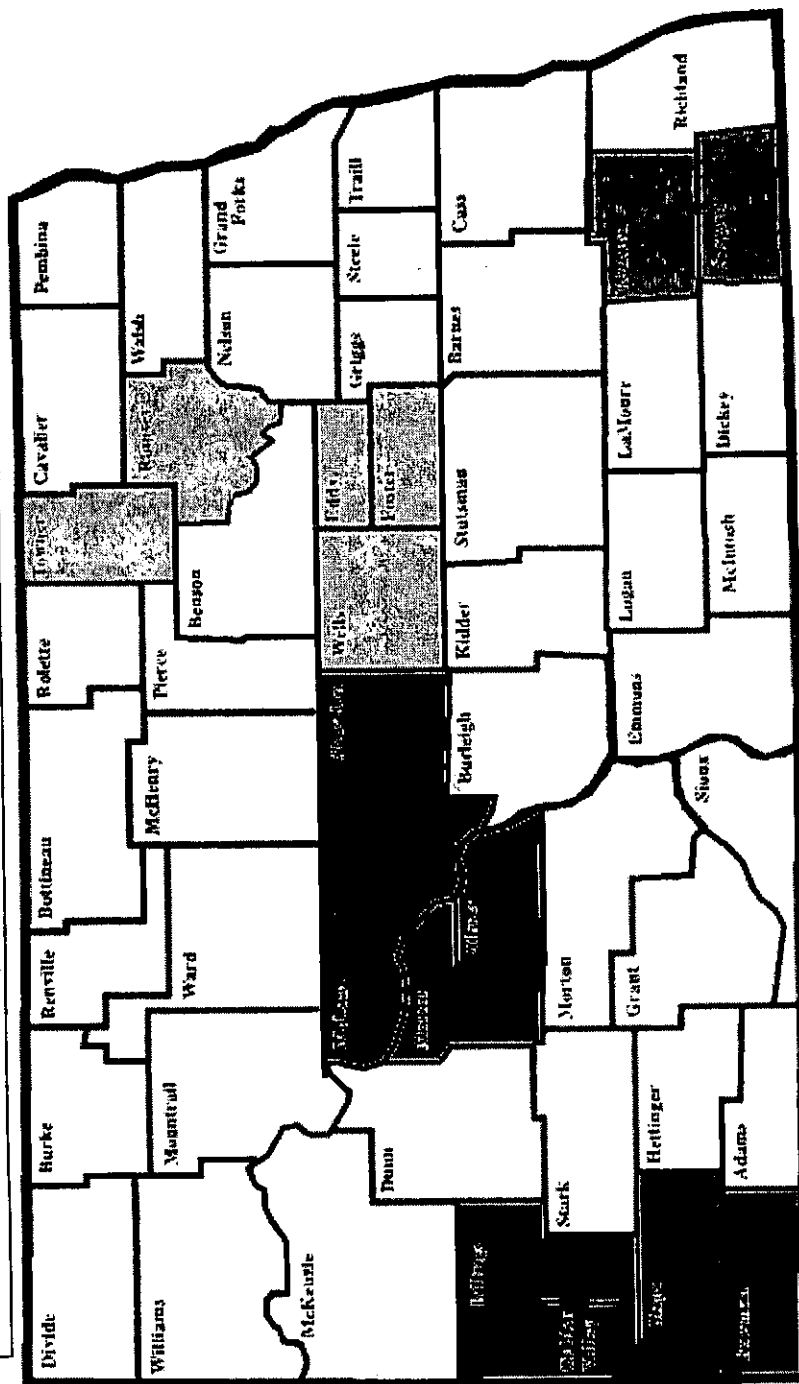 Divide
Burke
Renville
Bottineau
Rolette
Towner
Cavalier
Pembina
Williams
Mountrail
Ward
McHenry
Pierce
Benson
Ramsey
Walsh
Nelson
Grand
Forks
McKenzie
Dunn
McLean
Mercer
Oliver
Sheridan
Wells
Eddy
Foster
Griggs
Steele
Traill
Billings
Golden
Valley
Stark
Morton
Burleigh
Kidder
Stutsman
Barnes
Cass
Slope
Hettinger
Grant
Emmons
Logan
LaMoure
Richland
Bowman
Adams
Sioux
McIntosh
Dickey